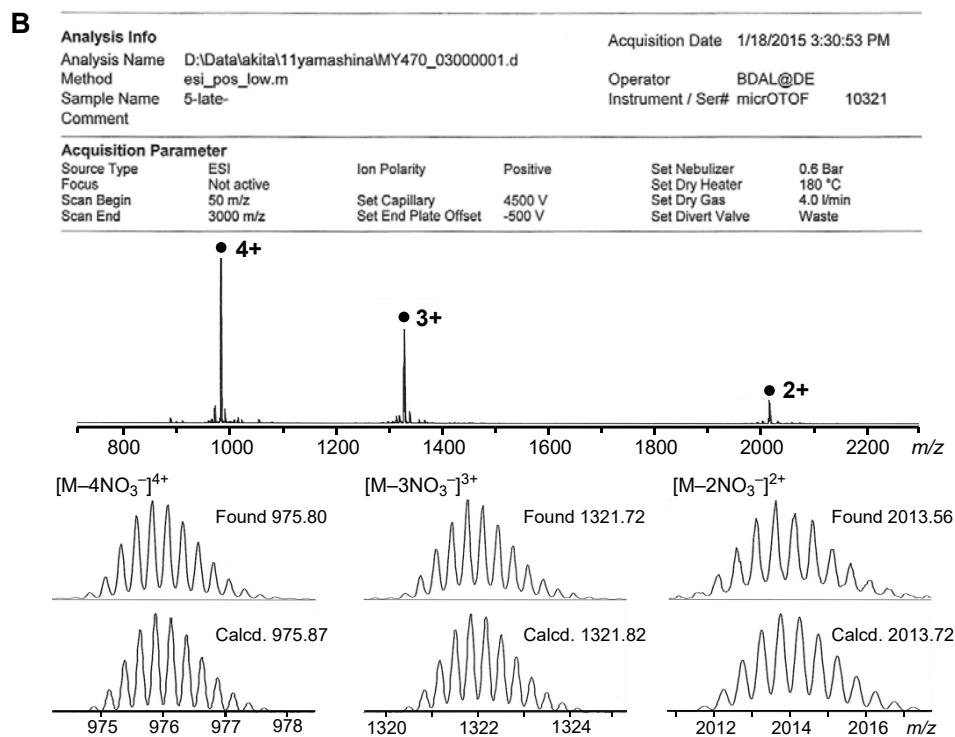 B
Analysis Info
Acquisition Date 1/18/2015 3:30:53 PM
Analysis Name D:\Data\akita\11yamashina\MY470_03000001.d
Method esi_pos_low.m Operator BDAL@DE
Sample Name 5-late- Instrument / Ser# micrOTOF 10321
Comment
Acquisition Parameter
Source Type ESI Ion Polarity Positive Set Nebulizer 0.6 Bar
Focus Not active Set Dry Heater 180 °C
Scan Begin 50 m/z Set Capillary 4500 V Set Dry Gas 4.0 l/min
Scan End 3000 m/z Set End Plate Offset -500 V Set Divert Valve Waste
4+
3+
2+
800 1000 1200 1400 1600 1800 2000 2200 m/z
[M–4NO₃⁻]⁴⁺ [M–3NO₃⁻]³⁺ [M–2NO₃⁻]²⁺
Found 975.80 Found 1321.72 Found 2013.56
Calcd. 975.87 Calcd. 1321.82 Calcd. 2013.72
975 976 977 978 1320 1322 1324 2012 2014 2016 m/z